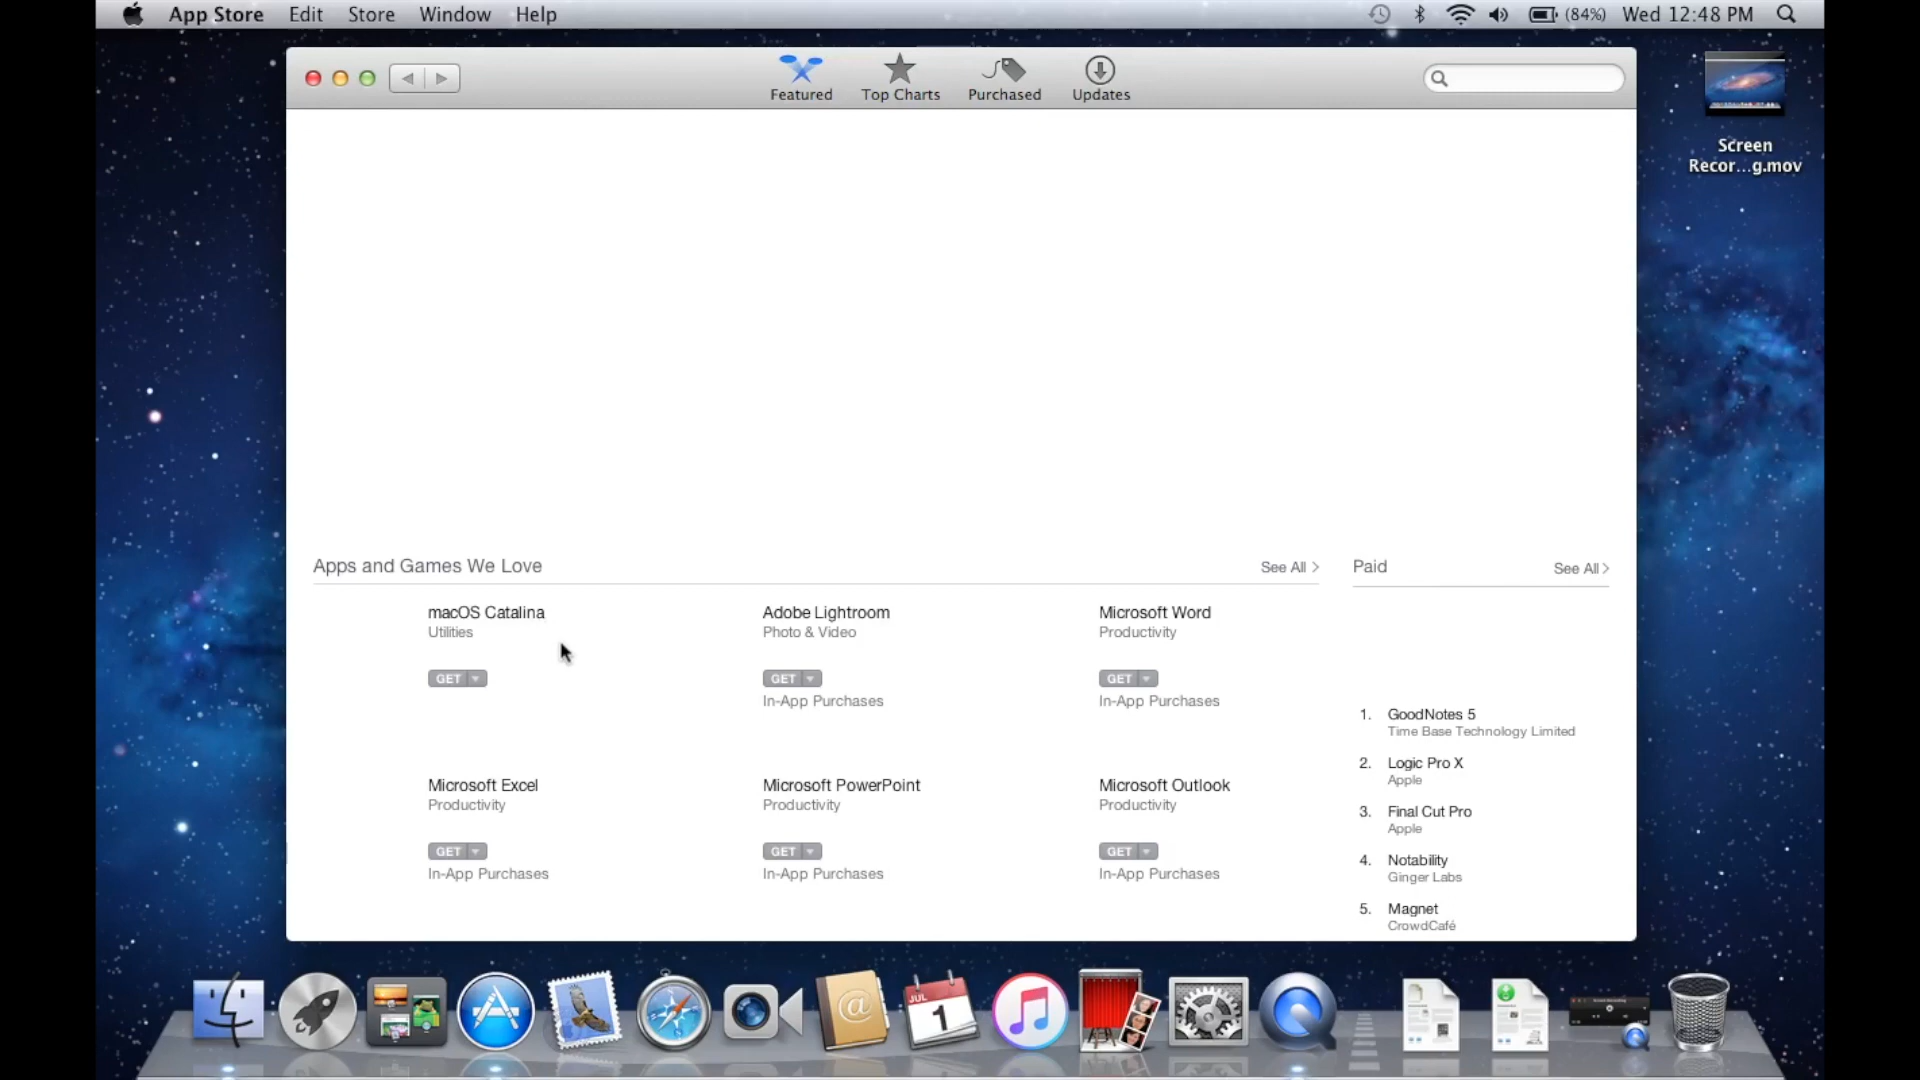 App Store Edit Store Window Help (84%) Wed 12:48 PM
Featured Top Charts Purchased Updates
Screen
Recor...g.mov
Apps and Games We Love See All >
Paid See All >
macOS Catalina
Utilities
GET
Adobe Lightroom
Photo & Video
GET
In-App Purchases
Microsoft Word
Productivity
GET
In-App Purchases
Microsoft Excel
Productivity
GET
In-App Purchases
Microsoft PowerPoint
Productivity
GET
In-App Purchases
Microsoft Outlook
Productivity
GET
In-App Purchases
1. GoodNotes 5
Time Base Technology Limited
2. Logic Pro X
Apple
3. Final Cut Pro
Apple
4. Notability
Ginger Labs
5. Magnet
CrowdCafé
JUL
1